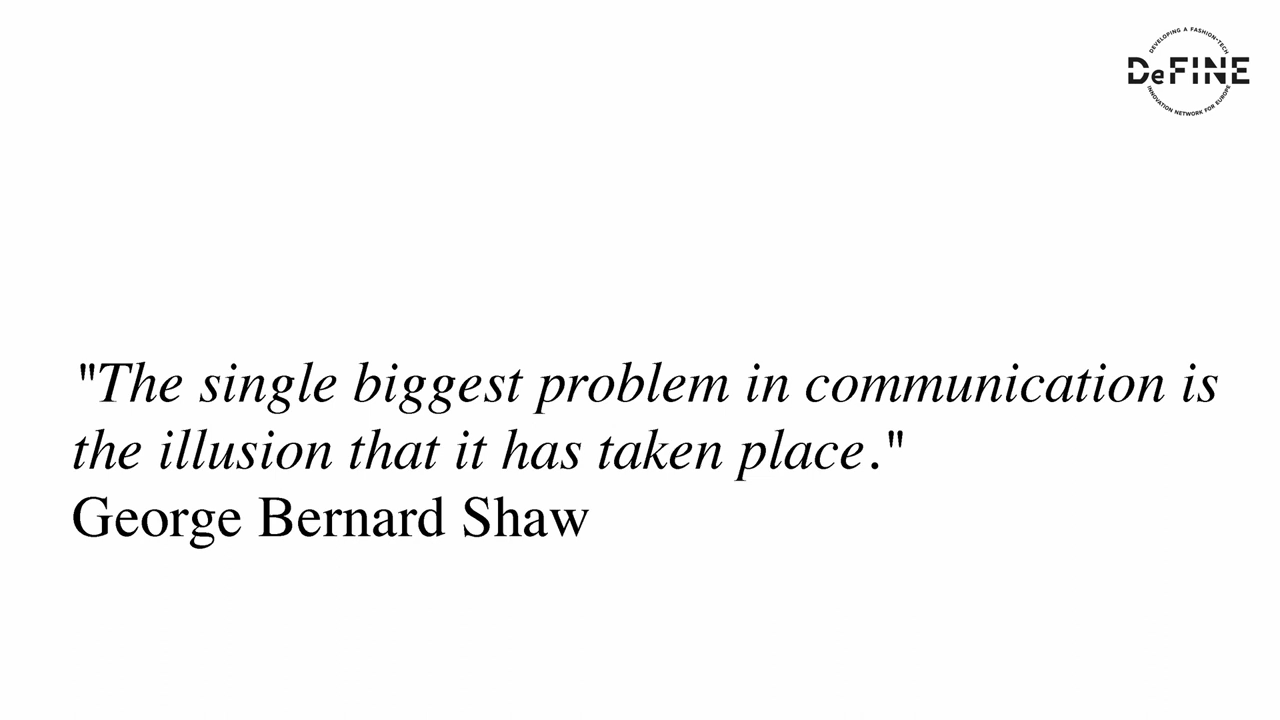 DEVELOPING A FASHION-TECH
DeFINE
INNOVATION NETWORK FOR EUROPE
"The single biggest problem in communication is
the illusion that it has taken place."
George Bernard Shaw